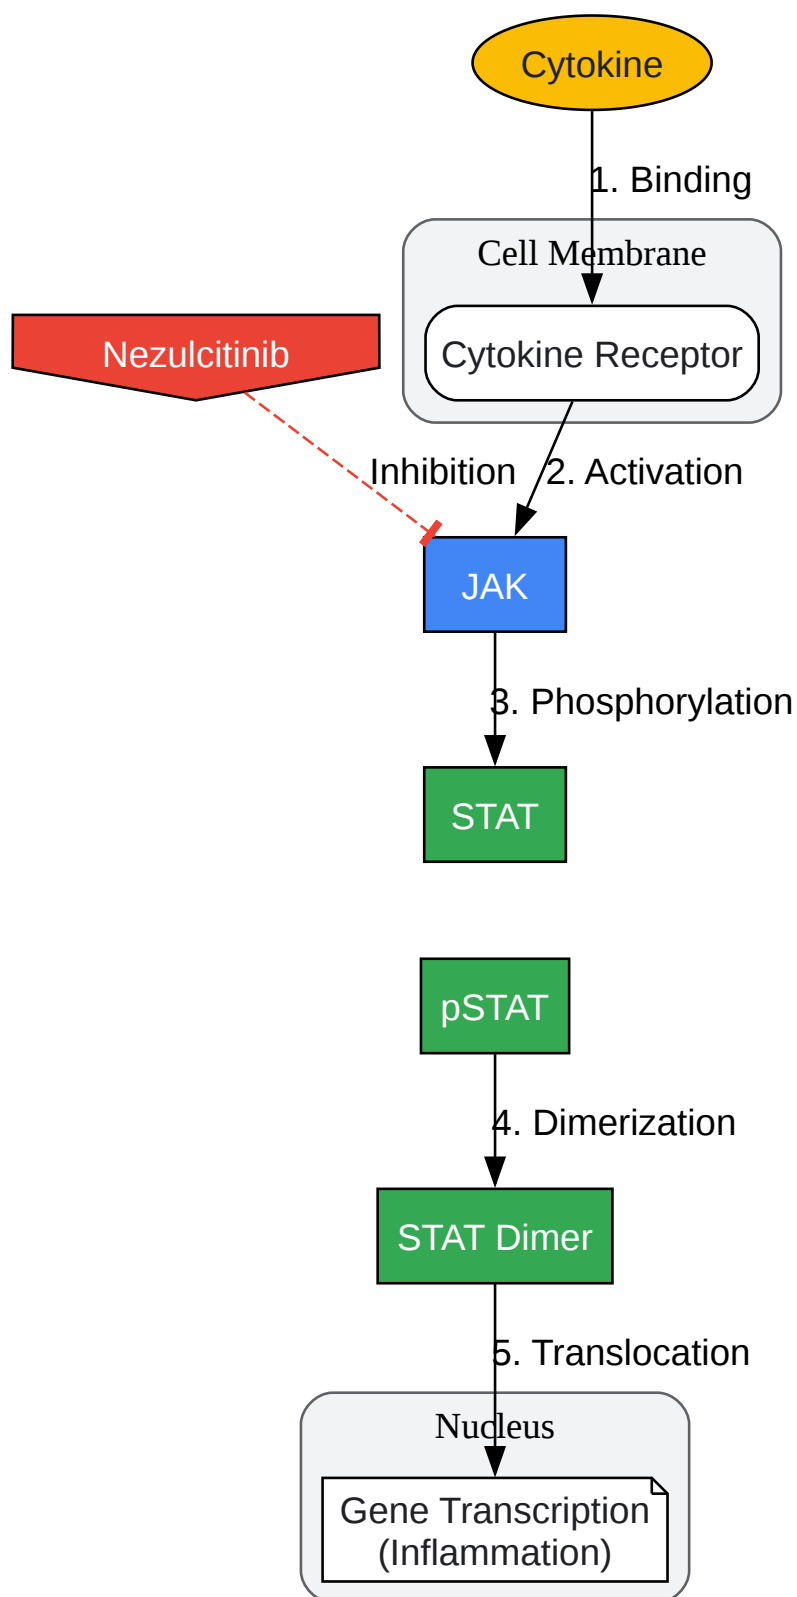 Cytokine
1. Binding
Cell Membrane
Cytokine Receptor
Nezulcitinib
Inhibition
2. Activation
JAK
3. Phosphorylation
STAT
pSTAT
4. Dimerization
STAT Dimer
5. Translocation
Nucleus
Gene Transcription
(Inflammation)